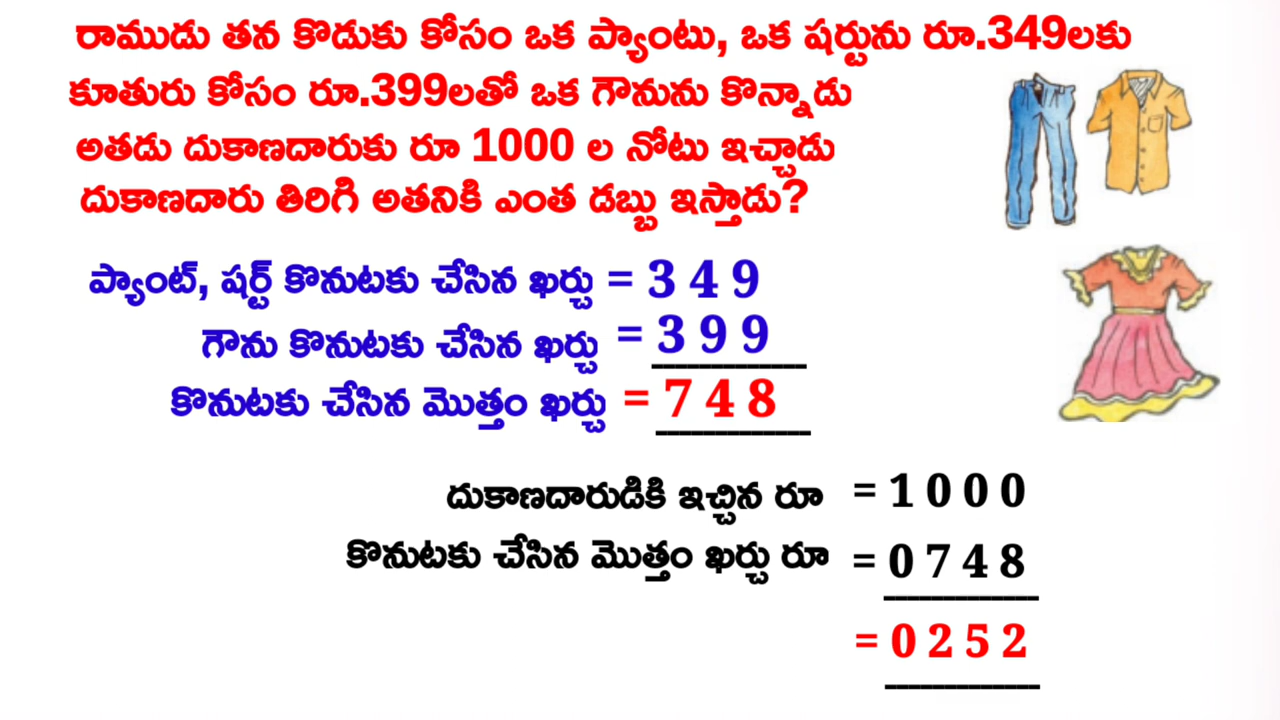 రాముడు తన కొడుకు కోసం ఒక ప్యాంటు, ఒక షర్టును రూ.349లకు
కూతురు కోసం రూ.399లతో ఒక గౌనును కొన్నాడు
అతడు దుకాణదారుకు రూ 1000 ల నోటు ఇచ్చాడు
దుకాణదారు తిరిగి అతనికి ఎంత డబ్బు ఇస్తాడు?
ప్యాంట్, షర్ట్ కొనుటకు చేసిన ఖర్చు = 3 4 9
గౌను కొనుటకు చేసిన ఖర్చు = 3 9 9
కొనుటకు చేసిన మొత్తం ఖర్చు = 7 4 8
దుకాణదారుడికి ఇచ్చిన రూ = 1 0 0 0
కొనుటకు చేసిన మొత్తం ఖర్చు రూ = 0 7 4 8
= 0 2 5 2